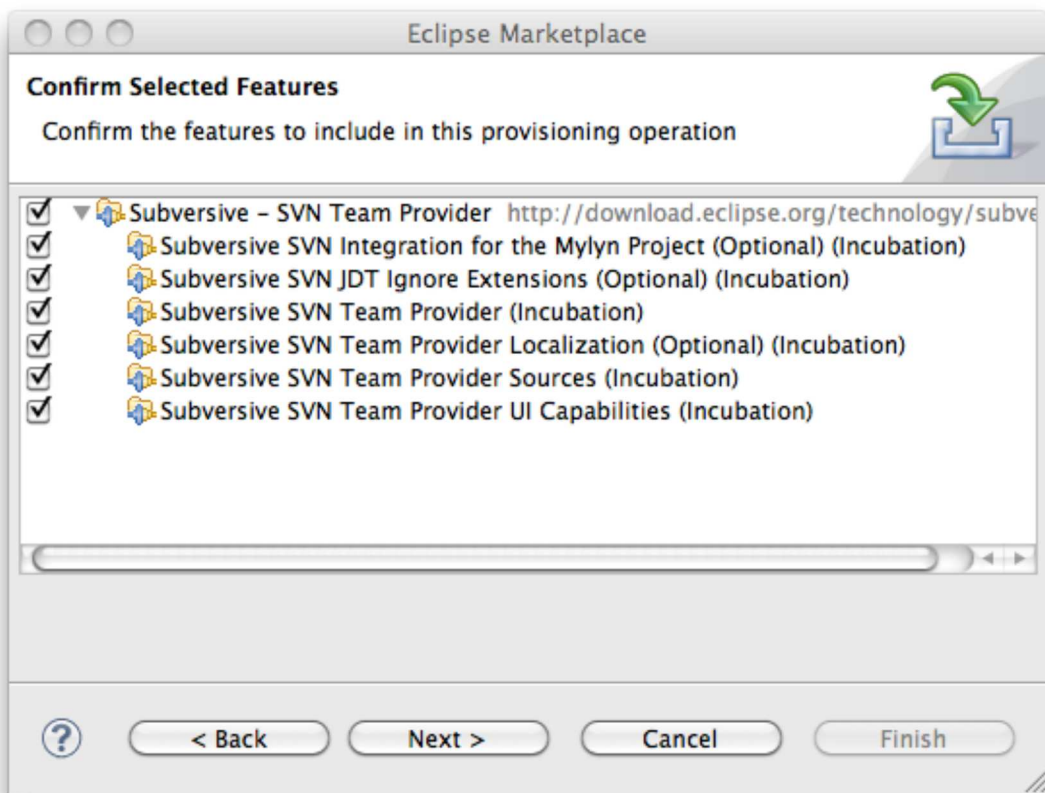 Eclipse Marketplace
Confirm Selected Features
Confirm the features to include in this provisioning operation
Subversive – SVN Team Provider http://download.eclipse.org/technology/subve
Subversive SVN Integration for the Mylyn Project (Optional) (Incubation)
Subversive SVN JDT Ignore Extensions (Optional) (Incubation)
Subversive SVN Team Provider (Incubation)
Subversive SVN Team Provider Localization (Optional) (Incubation)
Subversive SVN Team Provider Sources (Incubation)
Subversive SVN Team Provider UI Capabilities (Incubation)
? < Back Next > Cancel Finish